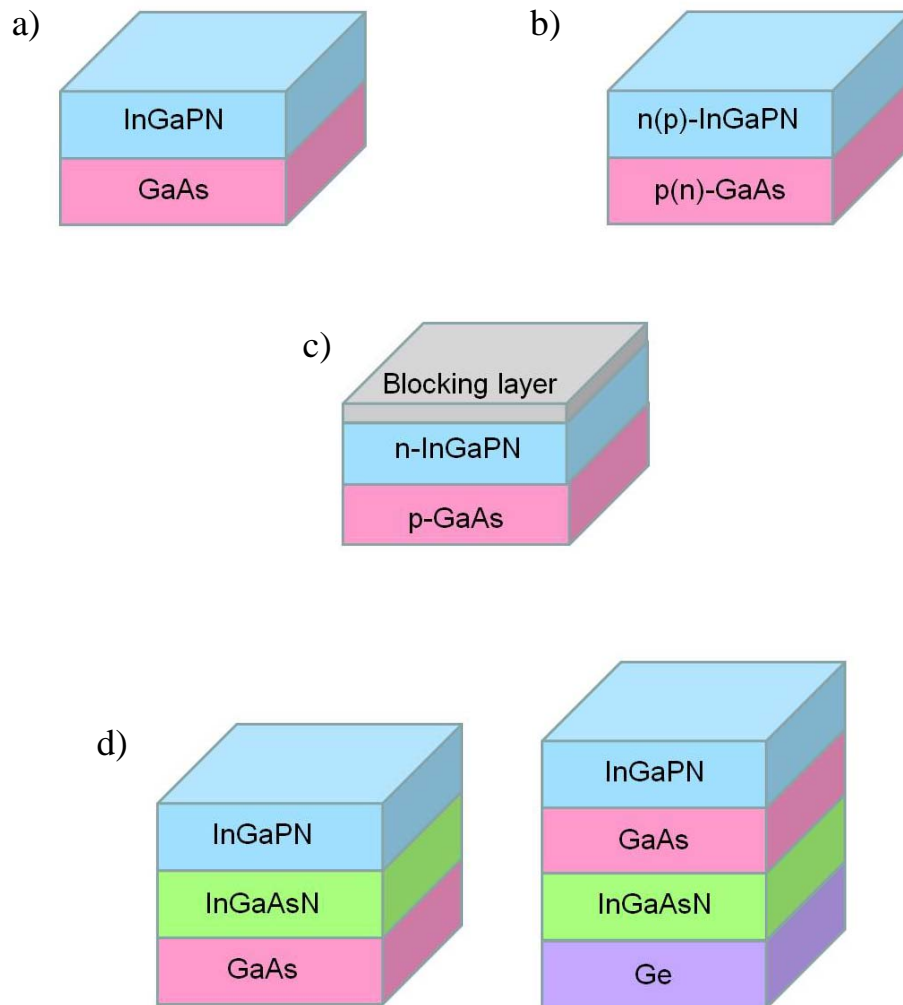 a)
InGaPN
GaAs
b)
n(p)-InGaPN
p(n)-GaAs
c)
Blocking layer
n-InGaPN
p-GaAs
d)
InGaPN
InGaAsN
GaAs
InGaPN
GaAs
InGaAsN
Ge